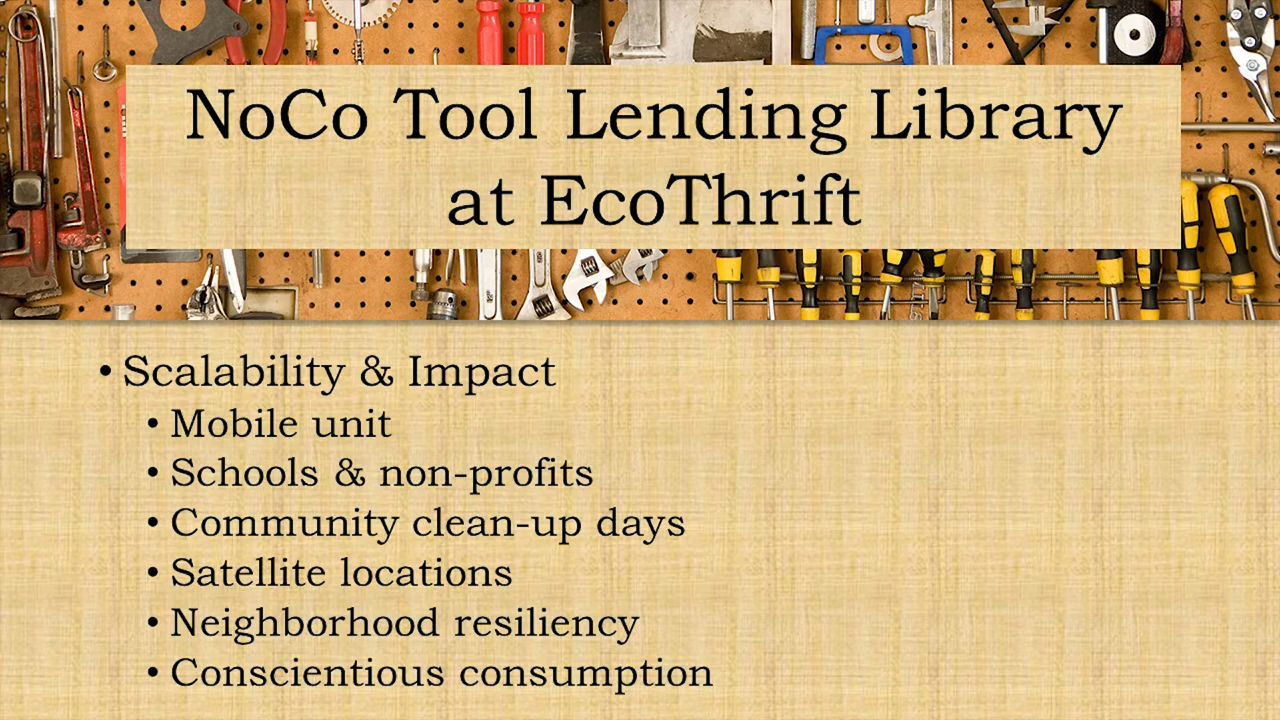 NoCo Tool Lending Library
at EcoThrift
• Scalability & Impact
• Mobile unit
• Schools & non-profits
• Community clean-up days
• Satellite locations
• Neighborhood resiliency
• Conscientious consumption